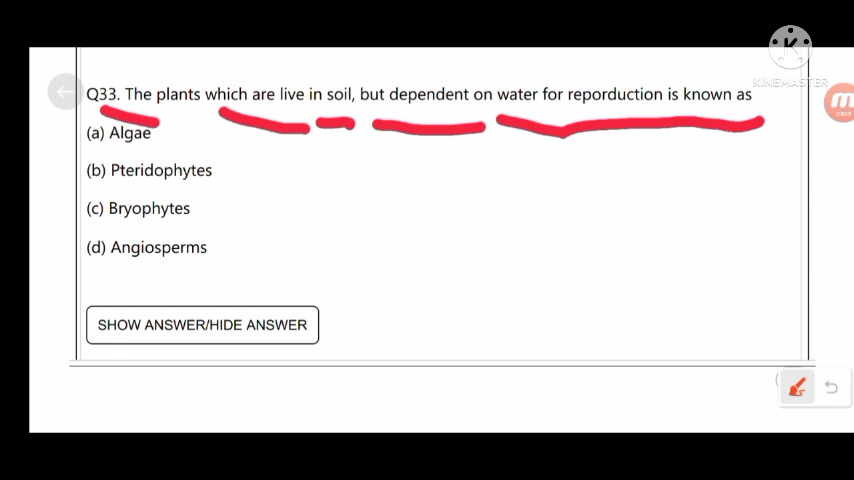 KINEMASTER
Q33. The plants which are live in soil, but dependent on water for reporduction is known as
(a) Algae
(b) Pteridophytes
(c) Bryophytes
(d) Angiosperms
SHOW ANSWER/HIDE ANSWER